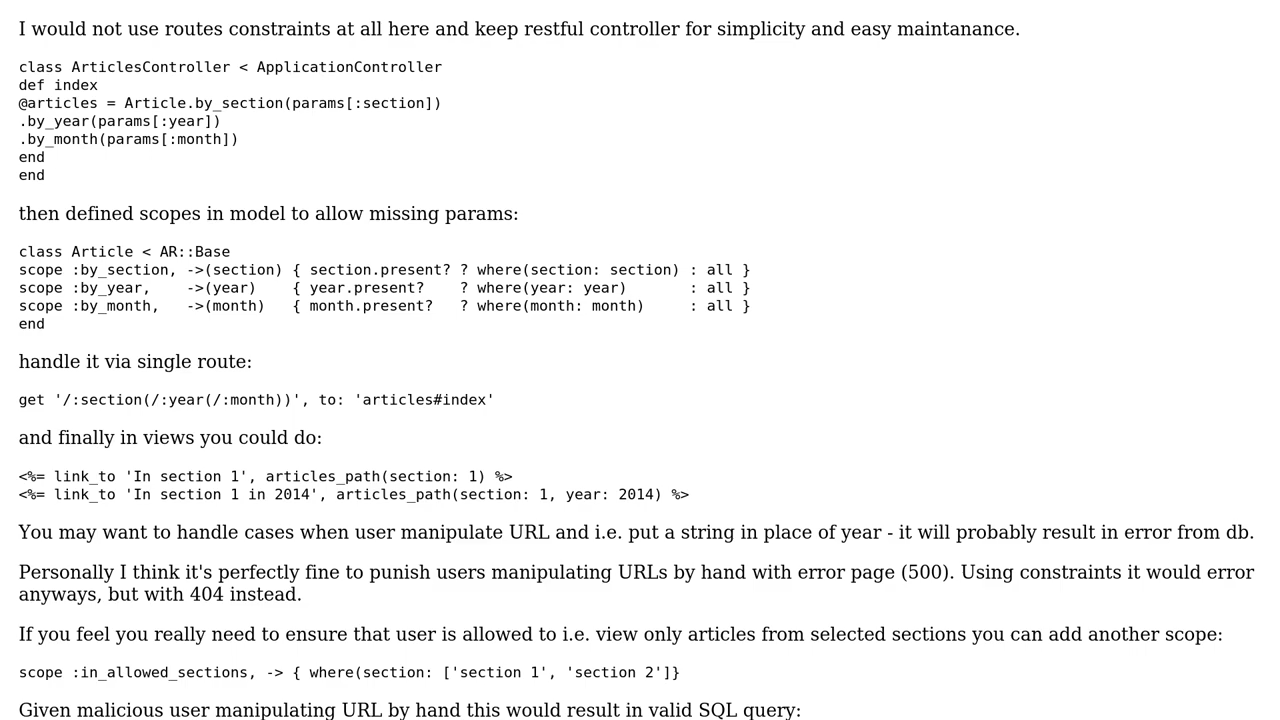 I would not use routes constraints at all here and keep restful controller for simplicity and easy maintanance.
class ArticlesController < ApplicationController
def index
@articles = Article.by_section(params[:section])
.by_year(params[:year])
.by_month(params[:month])
end
end
then defined scopes in model to allow missing params:
class Article < AR::Base
scope :by_section, ->(section) { section.present? ? where(section: section) : all }
scope :by_year,    ->(year)    { year.present?    ? where(year: year)       : all }
scope :by_month,   ->(month)   { month.present?   ? where(month: month)     : all }
end
handle it via single route:
get '/:section(/:year(/:month))', to: 'articles#index'
and finally in views you could do:
<%= link_to 'In section 1', articles_path(section: 1) %>
<%= link_to 'In section 1 in 2014', articles_path(section: 1, year: 2014) %>
You may want to handle cases when user manipulate URL and i.e. put a string in place of year - it will probably result in error from db.
Personally I think it's perfectly fine to punish users manipulating URLs by hand with error page (500). Using constraints it would error
anyways, but with 404 instead.
If you feel you really need to ensure that user is allowed to i.e. view only articles from selected sections you can add another scope:
scope :in_allowed_sections, -> { where(section: ['section 1', 'section 2']}
Given malicious user manipulating URL by hand this would result in valid SQL query: